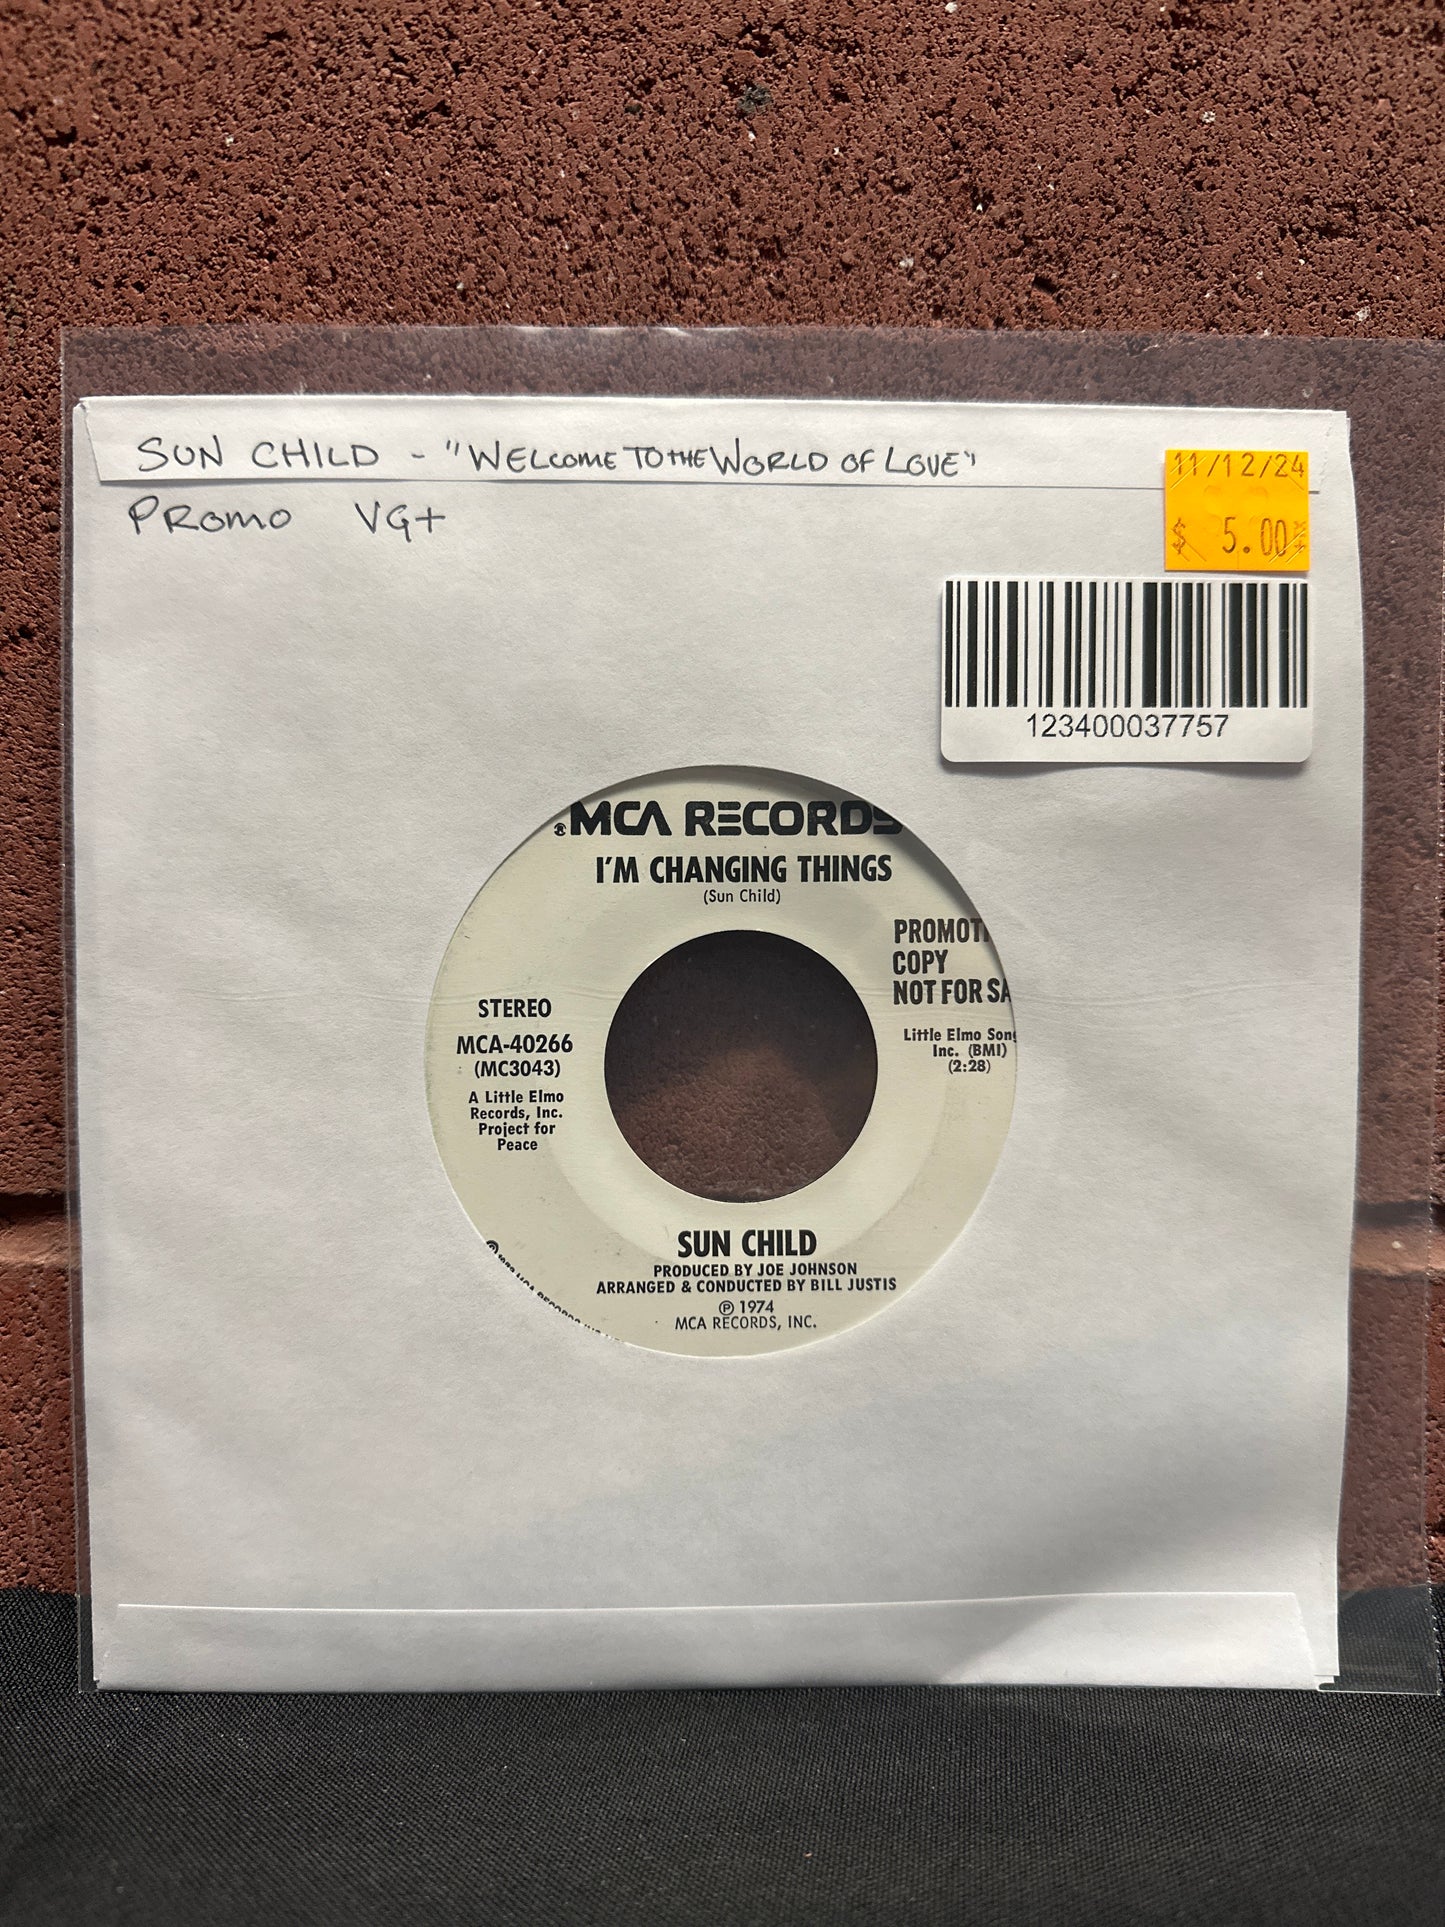 SUN CHILD - "WELCOME TO THE WORLD OF LOVE"
PROMO VG+
11/12/24
$ 5.00
123400037757
MCA RECORDS
I'M CHANGING THINGS
(Sun Child)
PROMOTI
COPY
NOT FOR SA
STEREO
MCA-40266
(MC3043)
A Little Elmo
Records, Inc.
Project for
Peace
Little Elmo Song
Inc. (BMI)
(2:28)
SUN CHILD
PRODUCED BY JOE JOHNSON
ARRANGED & CONDUCTED BY BILL JUSTIS
℗ 1974
MCA RECORDS, INC.